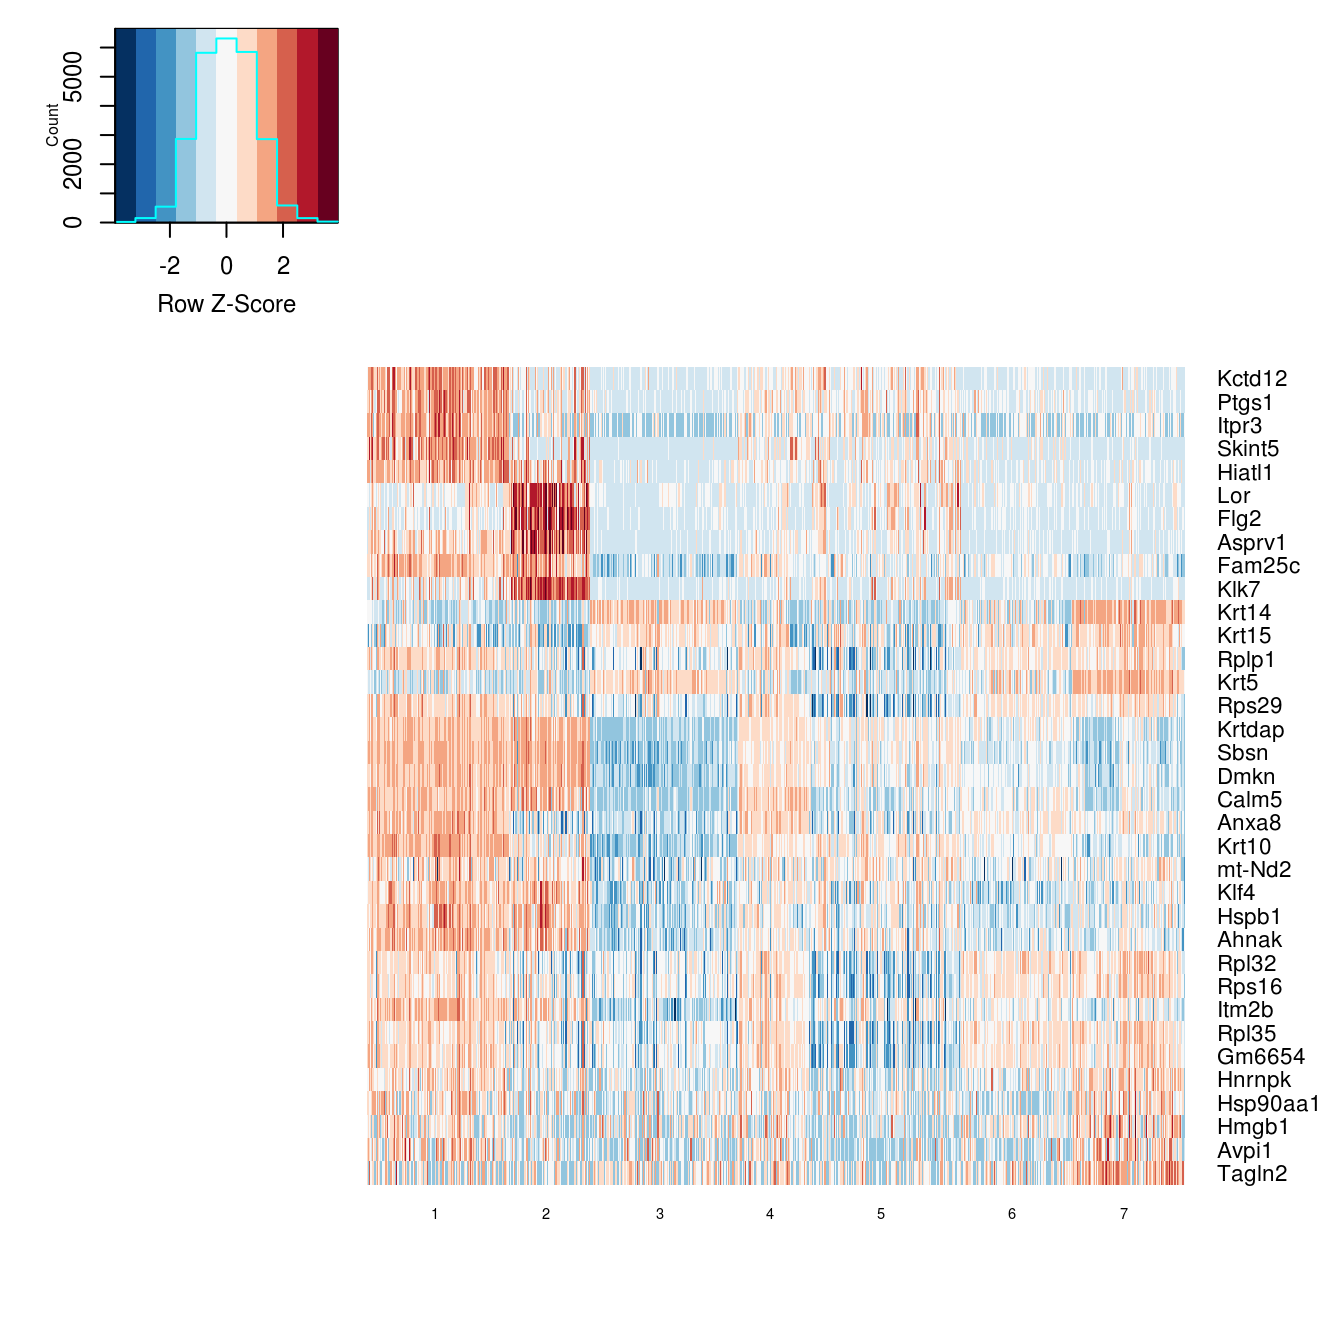 Count
0
2000
5000
-2 0 2
Row Z-Score
Kctd12
Ptgs1
Itpr3
Skint5
Hiatl1
Lor
Flg2
Asprv1
Fam25c
Klk7
Krt14
Krt15
Rplp1
Krt5
Rps29
Krtdap
Sbsn
Dmkn
Calm5
Anxa8
Krt10
mt-Nd2
Klf4
Hspb1
Ahnak
Rpl32
Rps16
Itm2b
Rpl35
Gm6654
Hnrnpk
Hsp90aa1
Hmgb1
Avpi1
Tagln2
1 2 3 4 5 6 7